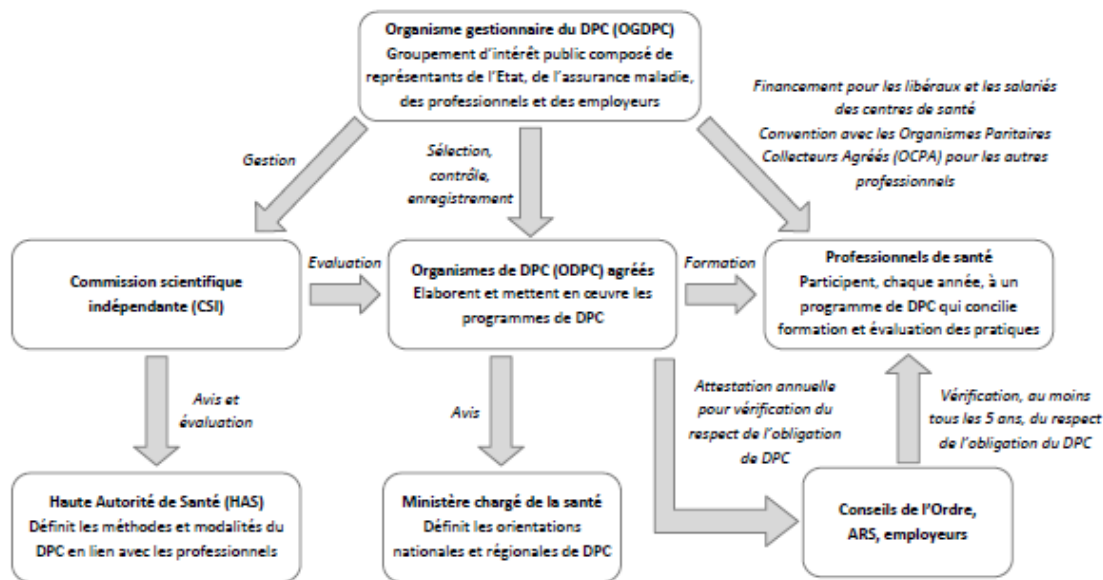 Organisme gestionnaire du DPC (OGDPC)
Groupement d'intérêt public composé de
représentants de l'Etat, de l'assurance maladie,
des professionnels et des employeurs
Financement pour les libéraux et les salariés
des centres de santé
Convention avec les Organismes Paritaires
Collecteurs Agréés (OCPA) pour les autres
professionnels
Gestion
Sélection,
contrôle,
enregistrement
Commission scientifique
indépendante (CSI)
Evaluation
Organismes de DPC (ODPC) agréés
Elaborent et mettent en œuvre les
programmes de DPC
Formation
Professionnels de santé
Participent, chaque année, à un
programme de DPC qui concilie
formation et évaluation des pratiques
Avis et
évaluation
Avis
Attestation annuelle
pour vérification du
respect de l'obligation
de DPC
Vérification, au moins
tous les 5 ans, du respect
de l'obligation du DPC
Haute Autorité de Santé (HAS)
Définit les méthodes et modalités du
DPC en lien avec les professionnels
Ministère chargé de la santé
Définit les orientations
nationales et régionales de DPC
Conseils de l'Ordre,
ARS, employeurs